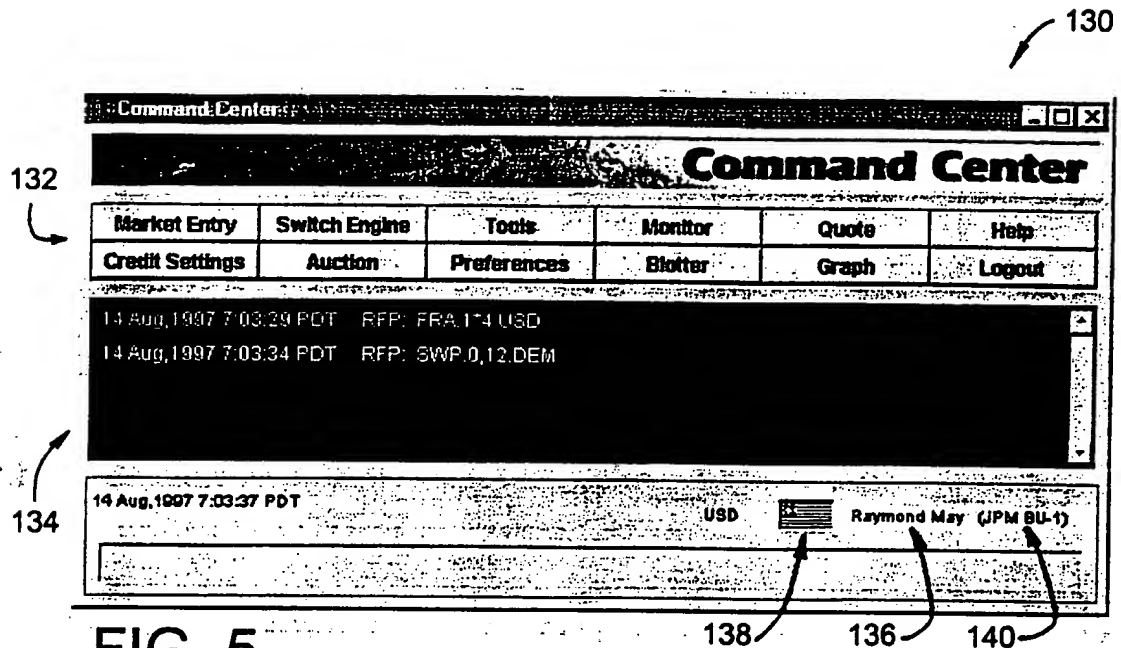 130
Command Center
Command Center
132
Market Entry Switch Engine Tools Monitor Quote Help
Credit Settings Auction Preferences Blotter Graph Logout
14 Aug,1997 7:03:29 PDT RFP: FRA.1*4.USD
14 Aug,1997 7:03:34 PDT RFP: SWP.0,12.DEM
134
14 Aug,1997 7:03:37 PDT
USD Raymond May (JPM BU-1)
138 136 140
FIG. 5